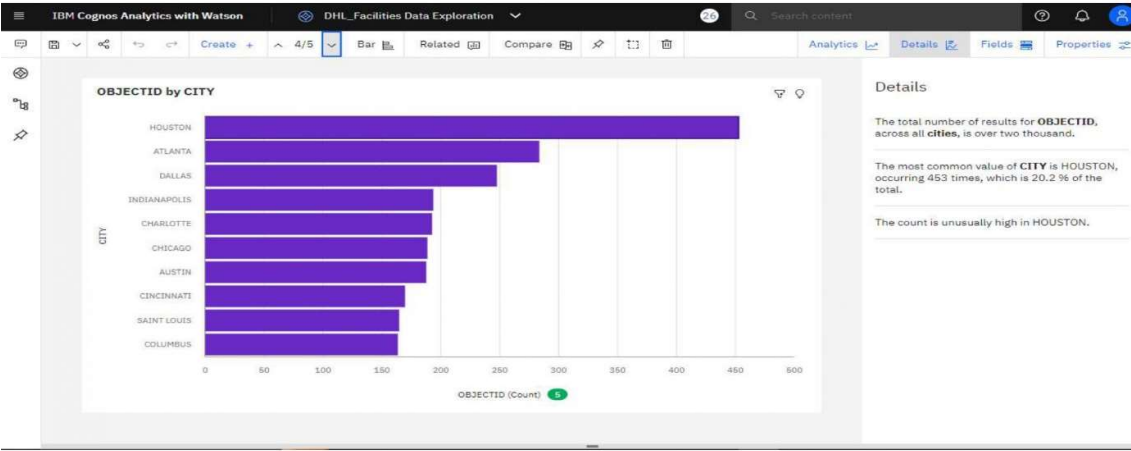 IBM Cognos Analytics with Watson
DHL_Facilities Data Exploration
26
Search content
Create +
4/5
Bar
Related
Compare
Analytics
Details
Fields
Properties
OBJECTID by CITY
HOUSTON
ATLANTA
DALLAS
INDIANAPOLIS
CHARLOTTE
CHICAGO
AUSTIN
CINCINNATI
SAINT LOUIS
COLUMBUS
CITY
0 50 100 150 200 250 300 350 400 450 500
OBJECTID (Count) 5
Details
The total number of results for OBJECTID,
across all cities, is over two thousand.
The most common value of CITY is HOUSTON,
occurring 453 times, which is 20.2 % of the
total.
The count is unusually high in HOUSTON.